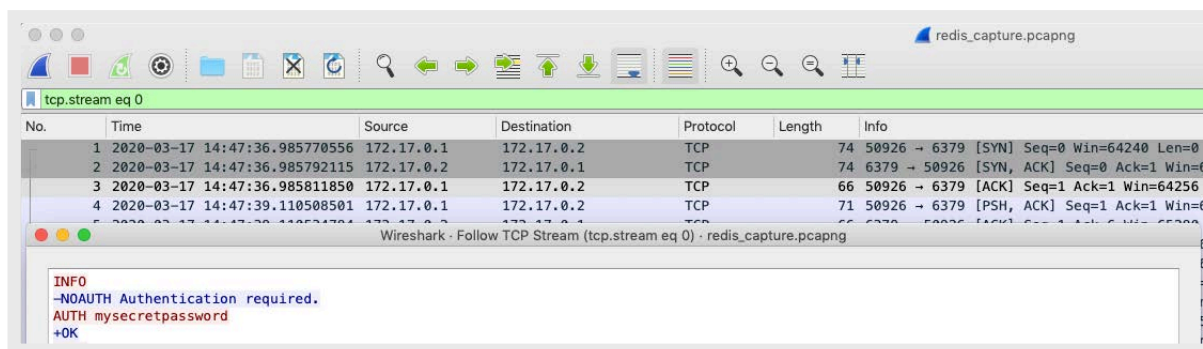 redis_capture.pcapng
tcp.stream eq 0
No. Time Source Destination Protocol Length Info
1 2020-03-17 14:47:36.985770556 172.17.0.1 172.17.0.2 TCP 74 50926 → 6379 [SYN] Seq=0 Win=64240 Len=0
2 2020-03-17 14:47:36.985792115 172.17.0.2 172.17.0.1 TCP 74 6379 → 50926 [SYN, ACK] Seq=0 Ack=1 Win=6
3 2020-03-17 14:47:36.985811850 172.17.0.1 172.17.0.2 TCP 66 50926 → 6379 [ACK] Seq=1 Ack=1 Win=64256
4 2020-03-17 14:47:39.110508501 172.17.0.1 172.17.0.2 TCP 71 50926 → 6379 [PSH, ACK] Seq=1 Ack=1 Win=6
Wireshark · Follow TCP Stream (tcp.stream eq 0) · redis_capture.pcapng
INFO
-NOAUTH Authentication required.
AUTH mysecretpassword
+OK